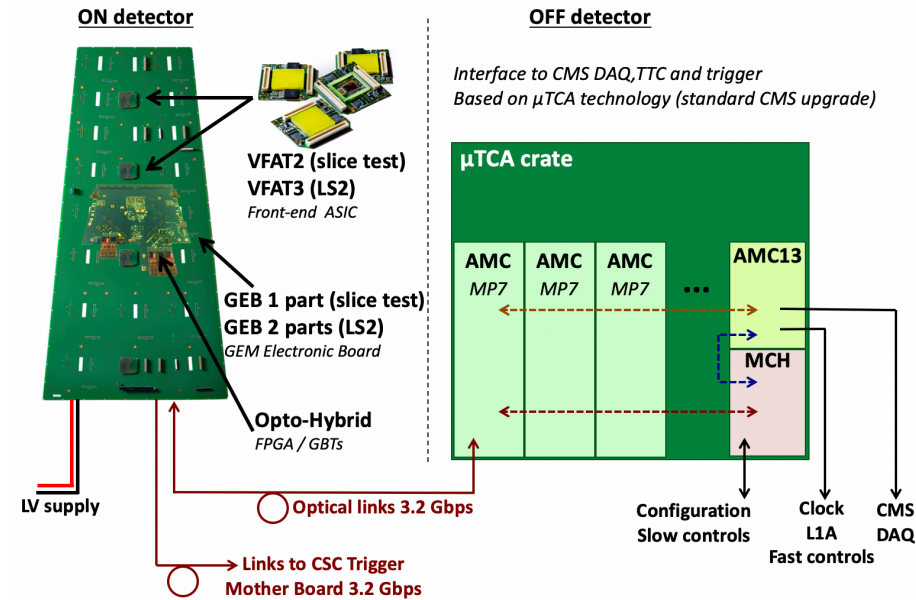 ON detector
OFF detector
Interface to CMS DAQ,TTC and trigger
Based on µTCA technology (standard CMS upgrade)
µTCA crate
VFAT2 (slice test)
VFAT3 (LS2)
Front-end ASIC
AMC
MP7
AMC
MP7
AMC
MP7
...
AMC13
MCH
GEB 1 part (slice test)
GEB 2 parts (LS2)
GEM Electronic Board
Opto-Hybrid
FPGA / GBTs
LV supply
Optical links 3.2 Gbps
Links to CSC Trigger
Mother Board 3.2 Gbps
Configuration
Slow controls
Clock
L1A
Fast controls
CMS
DAQ